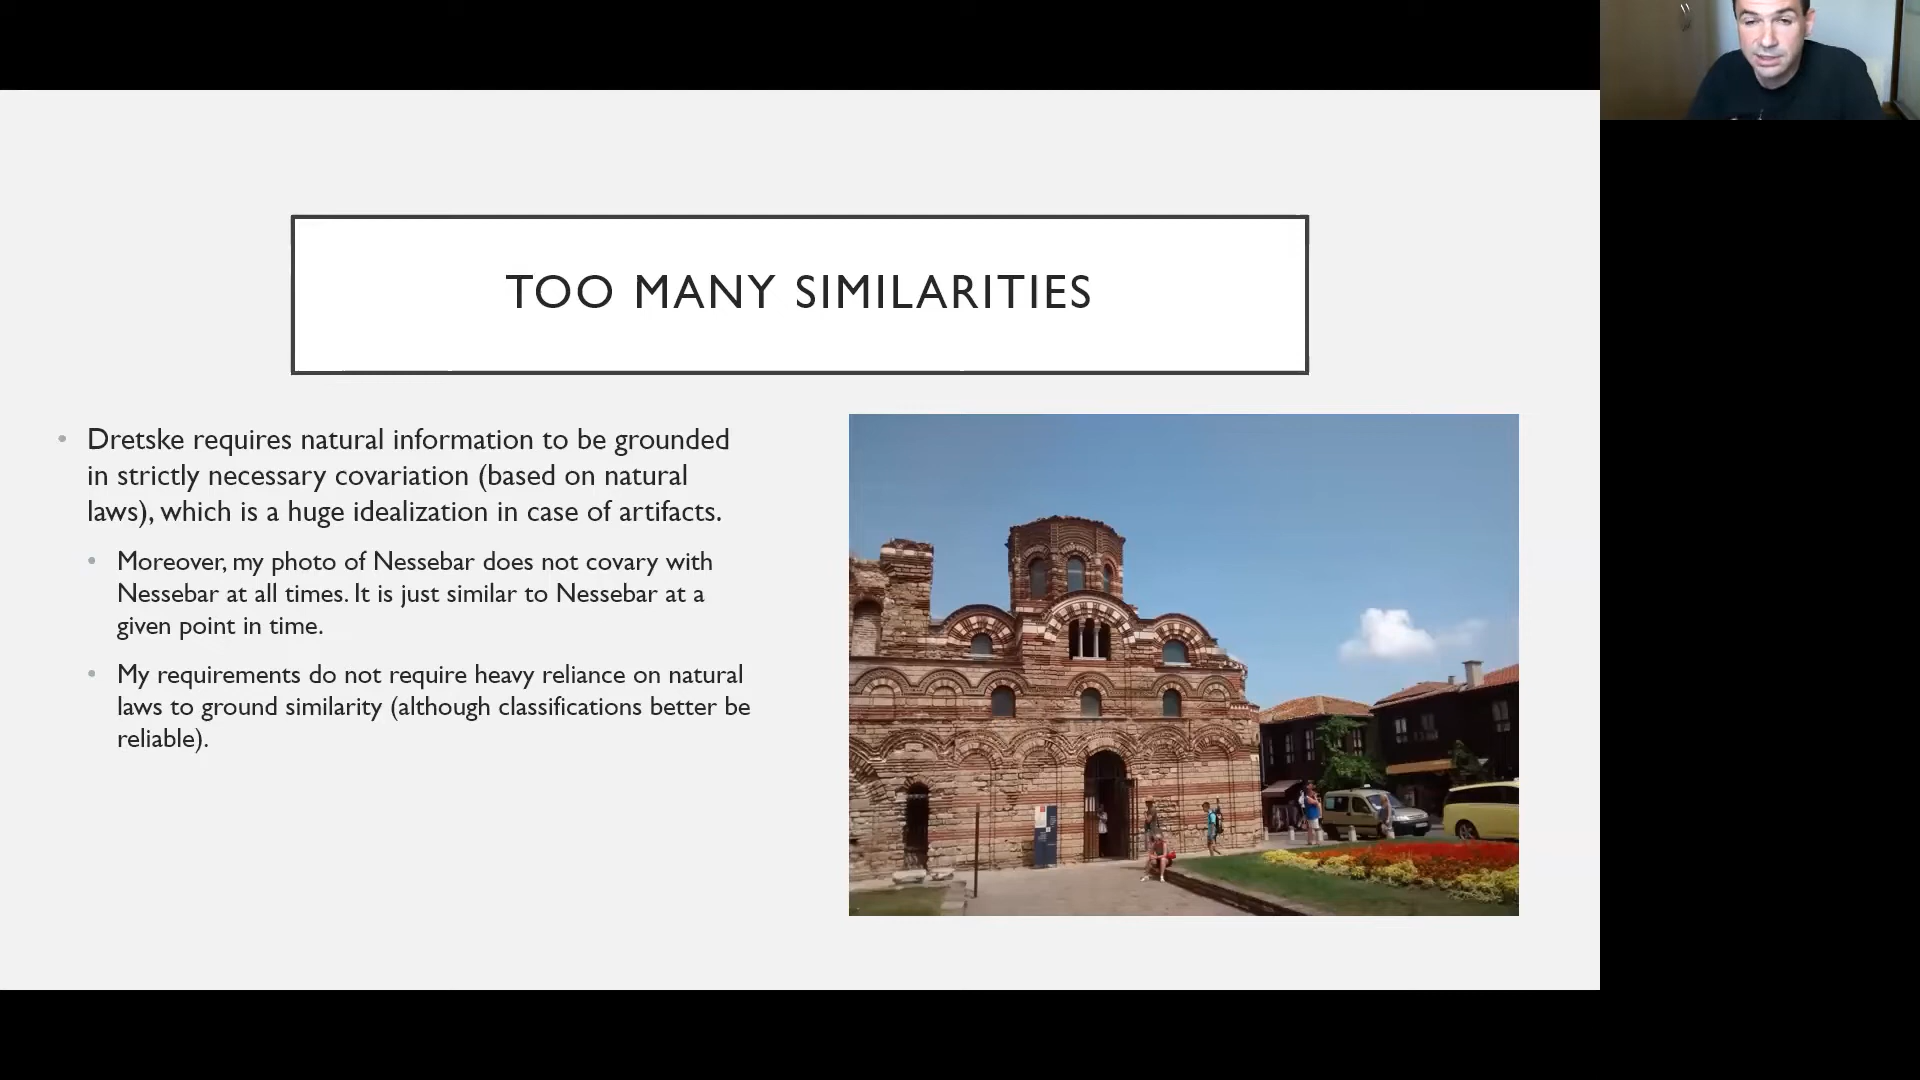 TOO MANY SIMILARITIES
• Dretske requires natural information to be grounded
in strictly necessary covariation (based on natural
laws), which is a huge idealization in case of artifacts.
• Moreover, my photo of Nessebar does not covary with
Nessebar at all times. It is just similar to Nessebar at a
given point in time.
• My requirements do not require heavy reliance on natural
laws to ground similarity (although classifications better be
reliable).